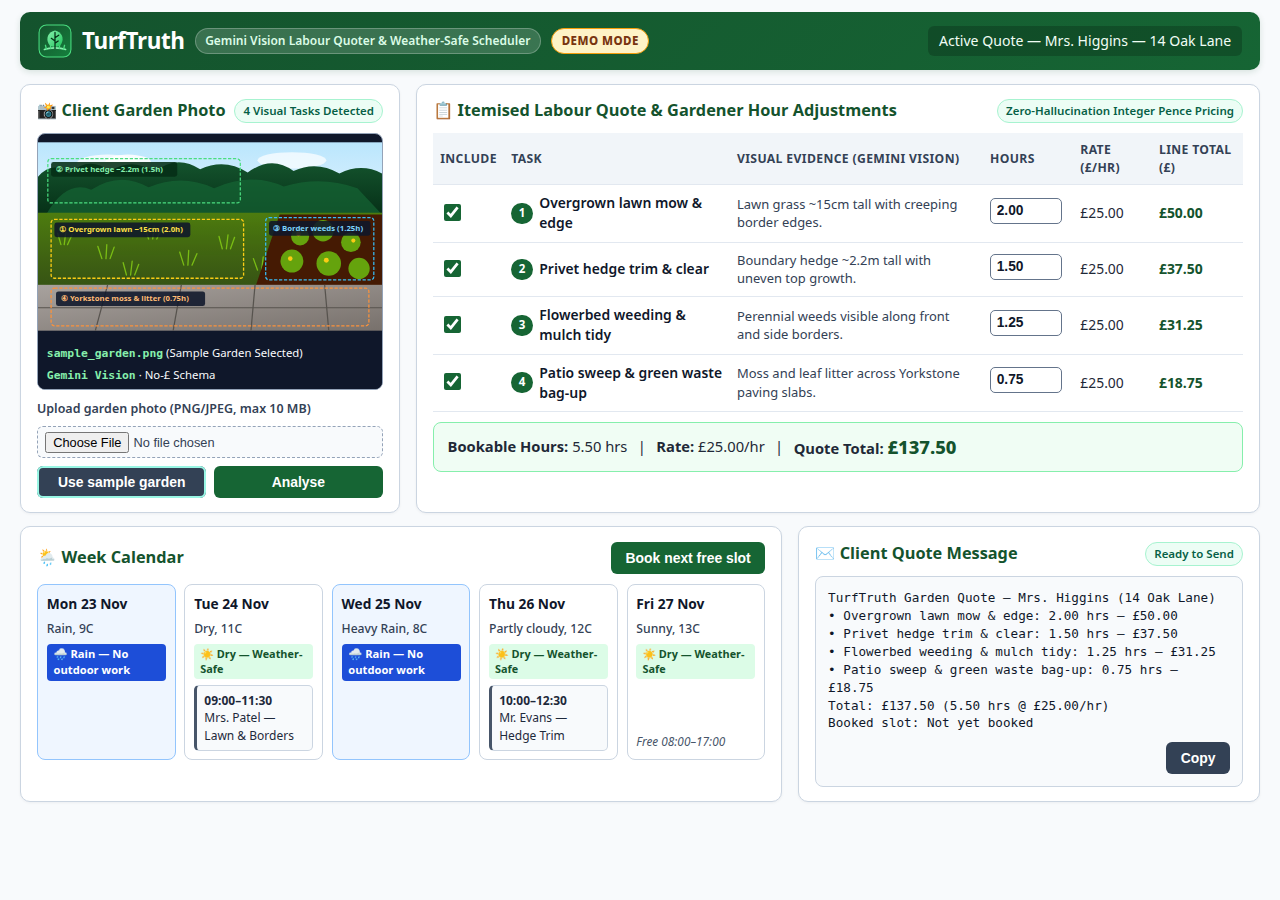 TurfTruth
Gemini Vision Labour Quoter & Weather-Safe Scheduler
DEMO MODE
Active Quote — Mrs. Higgins — 14 Oak Lane
📸 Client Garden Photo
4 Visual Tasks Detected
② Privet hedge ~2.2m (1.5h)
① Overgrown lawn ~15cm (2.0h)
③ Border weeds (1.25h)
④ Yorkstone moss & litter (0.75h)
sample_garden.png (Sample Garden Selected)
Gemini Vision · No-£ Schema
Upload garden photo (PNG/JPEG, max 10 MB)
Choose File No file chosen
Use sample garden
Analyse
📋 Itemised Labour Quote & Gardener Hour Adjustments
Zero-Hallucination Integer Pence Pricing
INCLUDE TASK VISUAL EVIDENCE (GEMINI VISION) HOURS RATE (£/HR) LINE TOTAL (£)
1 Overgrown lawn mow & edge
Lawn grass ~15cm tall with creeping border edges.
2.00 £25.00 £50.00
2 Privet hedge trim & clear
Boundary hedge ~2.2m tall with uneven top growth.
1.50 £25.00 £37.50
3 Flowerbed weeding & mulch tidy
Perennial weeds visible along front and side borders.
1.25 £25.00 £31.25
4 Patio sweep & green waste bag-up
Moss and leaf litter across Yorkstone paving slabs.
0.75 £25.00 £18.75
Bookable Hours: 5.50 hrs | Rate: £25.00/hr | Quote Total: £137.50
🌦️ Week Calendar
Book next free slot
Mon 23 Nov
Rain, 9C
🌧️ Rain — No outdoor work
Tue 24 Nov
Dry, 11C
☀️ Dry — Weather-Safe
09:00–11:30
Mrs. Patel —
Lawn & Borders
Wed 25 Nov
Heavy Rain, 8C
🌧️ Rain — No outdoor work
Thu 26 Nov
Partly cloudy, 12C
☀️ Dry — Weather-Safe
10:00–12:30
Mr. Evans —
Hedge Trim
Fri 27 Nov
Sunny, 13C
☀️ Dry — Weather-Safe
Free 08:00–17:00
✉️ Client Quote Message
Ready to Send
TurfTruth Garden Quote — Mrs. Higgins (14 Oak Lane)
• Overgrown lawn mow & edge: 2.00 hrs — £50.00
• Privet hedge trim & clear: 1.50 hrs — £37.50
• Flowerbed weeding & mulch tidy: 1.25 hrs — £31.25
• Patio sweep & green waste bag-up: 0.75 hrs —
£18.75
Total: £137.50 (5.50 hrs @ £25.00/hr)
Booked slot: Not yet booked
Copy